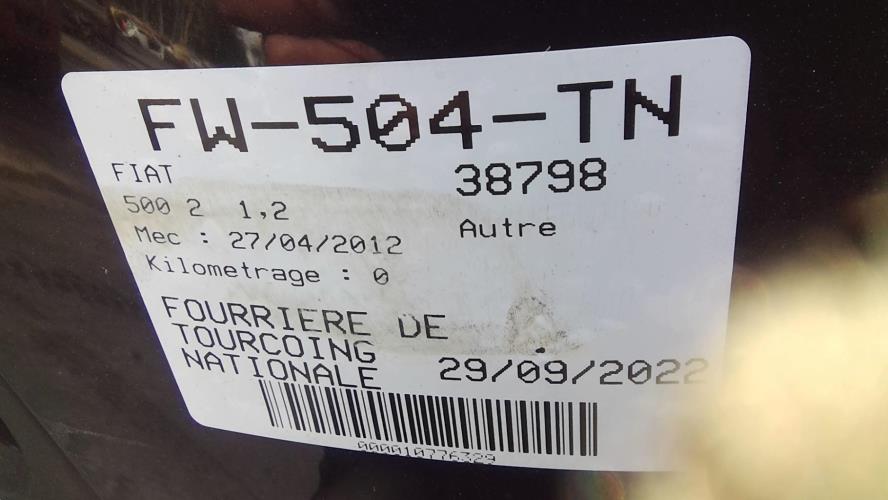 FW-504-TN
FIAT 38798
500 2 1,2 Autre
Mec : 27/04/2012
Kilometrage : 0
FOURRIERE DE
TOURCOING
NATIONALE 29/09/2022
000010776329